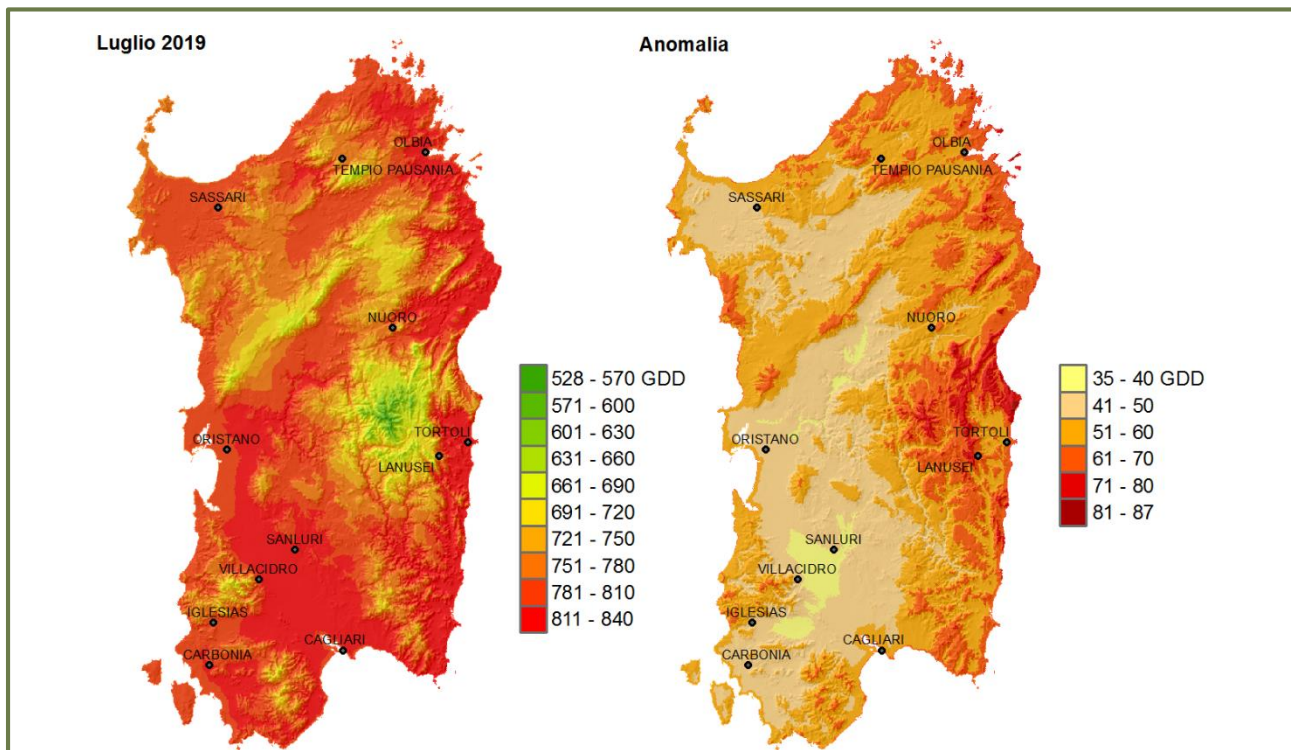 Luglio 2019
OLBIA
TEMPIO PAUSANIA
SASSARI
NUORO
ORISTANO
TORTOLI
LANUSEI
SANLURI
VILLACIDRO
IGLESIAS
CAGLIARI
CARBONIA
528 - 570 GDD
571 - 600
601 - 630
631 - 660
661 - 690
691 - 720
721 - 750
751 - 780
781 - 810
811 - 840
Anomalia
OLBIA
TEMPIO PAUSANIA
SASSARI
NUORO
ORISTANO
TORTOLI
LANUSEI
SANLURI
VILLACIDRO
IGLESIAS
CAGLIARI
CARBONIA
35 - 40 GDD
41 - 50
51 - 60
61 - 70
71 - 80
81 - 87